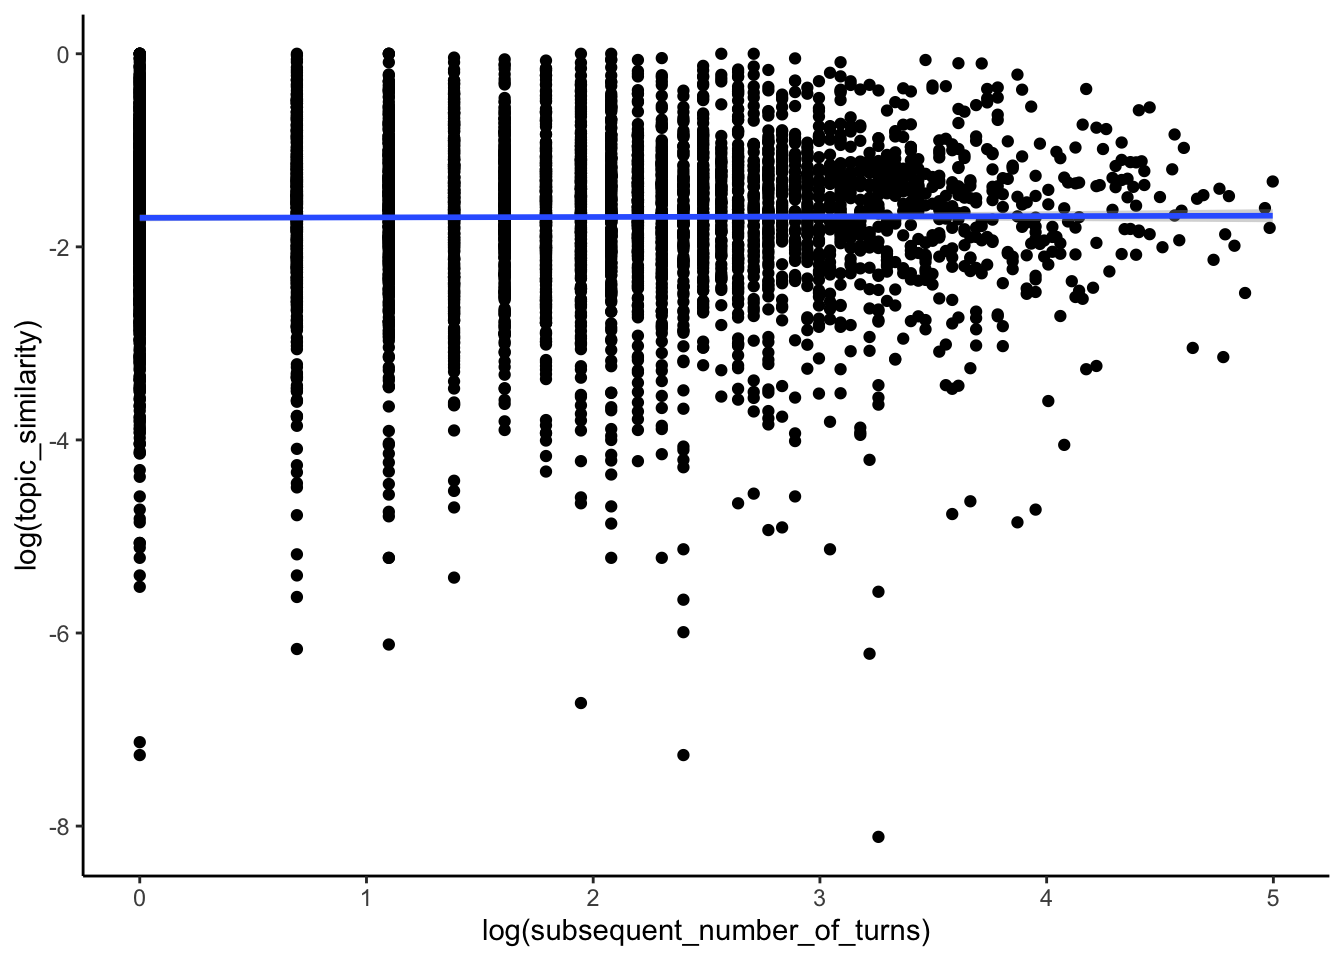 0
-2
-4
-6
-8
log(topic_similarity)
0 1 2 3 4 5
log(subsequent_number_of_turns)